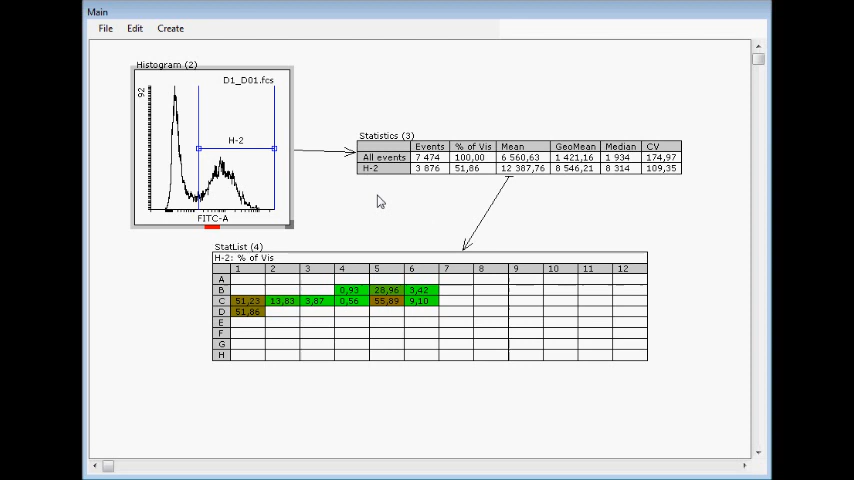 Main
File Edit Create
Histogram (2)
D1_D01.fcs
92
H-2
FITC-A
Statistics (3)
Events % of Vis Mean GeoMean Median CV
All events 7 474 100,00 6 560,63 1 421,16 1 934 174,97
H-2 3 876 51,86 12 387,76 8 546,21 8 314 109,35
StatList (4)
H-2: % of Vis
1 2 3 4 5 6 7 8 9 10 11 12
A
B 0,93 28,96 3,42
C 51,23 13,83 3,87 0,56 55,89 9,10
D 51,86
E
F
G
H